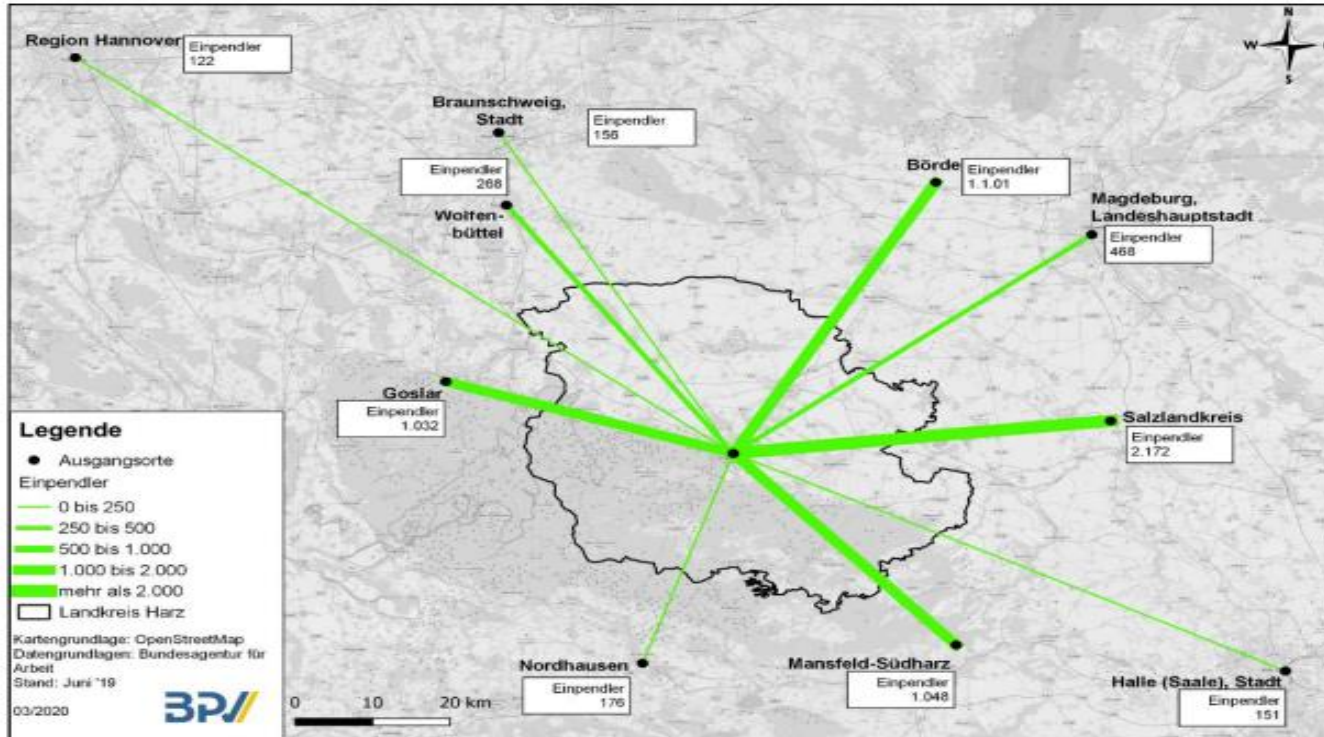 Region Hannover
Einpendler
122
N
W
S
Braunschweig,
Stadt
Einpendler
156
Einpendler
268
Wolfen-
büttel
Börde
Einpendler
1.1.01
Magdeburg,
Landeshauptstadt
Einpendler
468
Goslar
Einpendler
1.032
Salzlandkreis
Einpendler
2.172
Nordhausen
Einpendler
176
Mansfeld-Südharz
Einpendler
1.048
Halle (Saale), Stadt
Einpendler
151
Legende
Ausgangsorte
Einpendler
0 bis 250
250 bis 500
500 bis 1.000
1.000 bis 2.000
mehr als 2.000
Landkreis Harz
Kartengrundlage: OpenStreetMap
Datengrundlagen: Bundesagentur für
Arbeit
Stand: Juni '19
03/2020
BPV
0 10 20 km